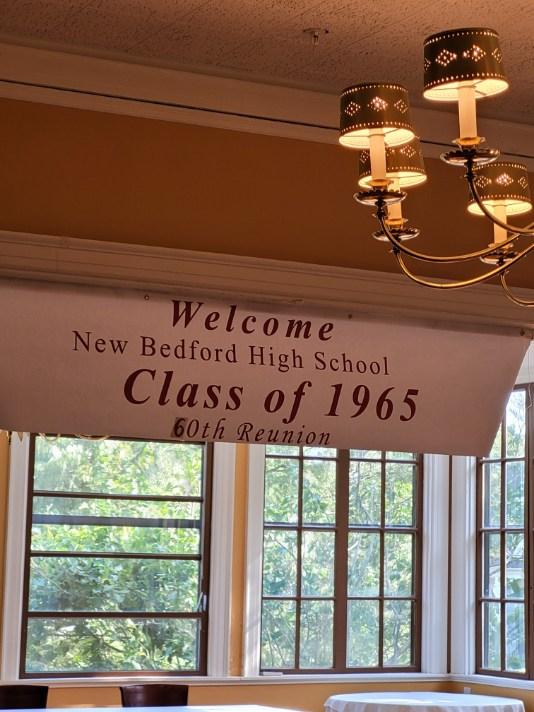 Welcome
New Bedford High School
Class of 1965
60th Reunion